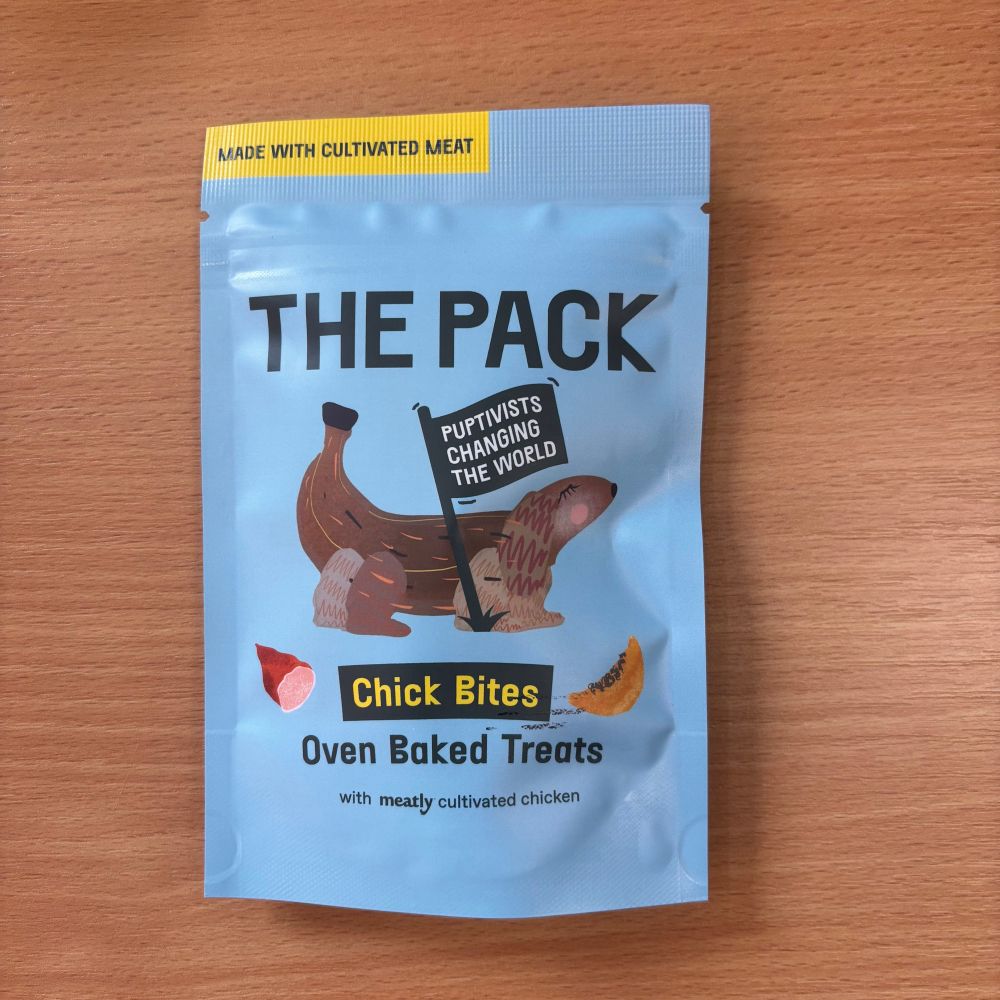 MADE WITH CULTIVATED MEAT
THE PACK
PUPTIVISTS
CHANGING
THE WORLD
Chick Bites
Oven Baked Treats
with meatly cultivated chicken